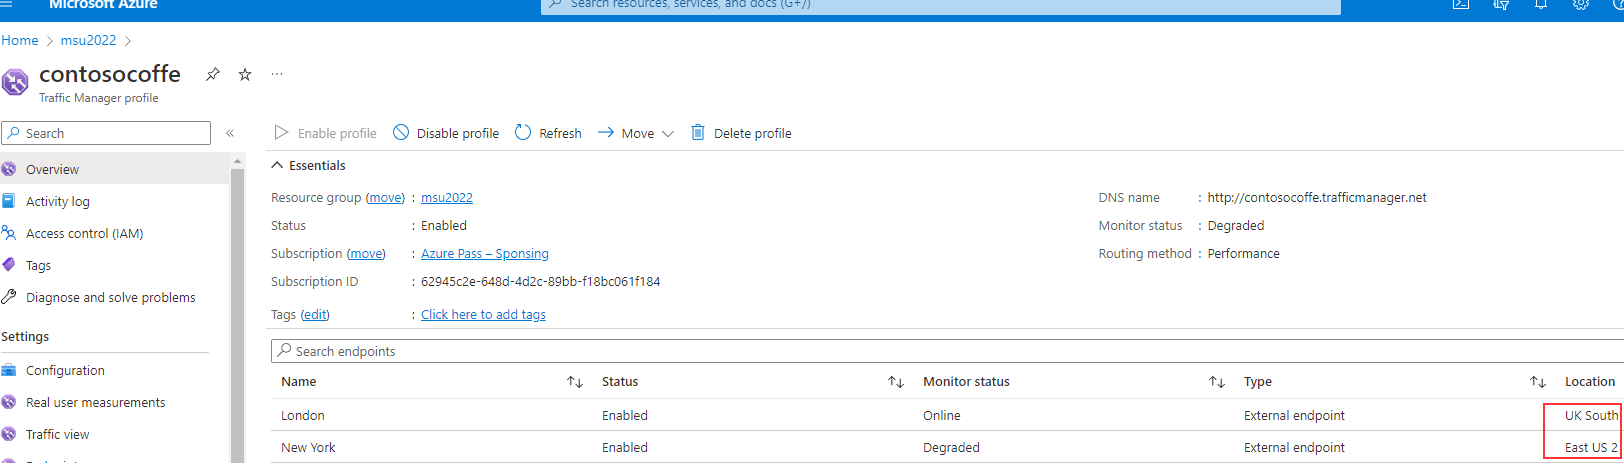 Microsoft Azure
Search resources, services, and docs (G+/)
Home > msu2022 >
contosocoffe
Traffic Manager profile
Search
Overview
Activity log
Access control (IAM)
Tags
Diagnose and solve problems
Settings
Configuration
Real user measurements
Traffic view
Enable profile Disable profile Refresh Move Delete profile
Essentials
Resource group (move) : msu2022
Status : Enabled
Subscription (move) : Azure Pass – Sponsing
Subscription ID : 62945c2e-648d-4d2c-89bb-f18bc061f184
Tags (edit) : Click here to add tags
DNS name : http://contosocoffe.trafficmanager.net
Monitor status : Degraded
Routing method : Performance
Search endpoints
Name Status Monitor status Type Location
London Enabled Online External endpoint UK South
New York Enabled Degraded External endpoint East US 2